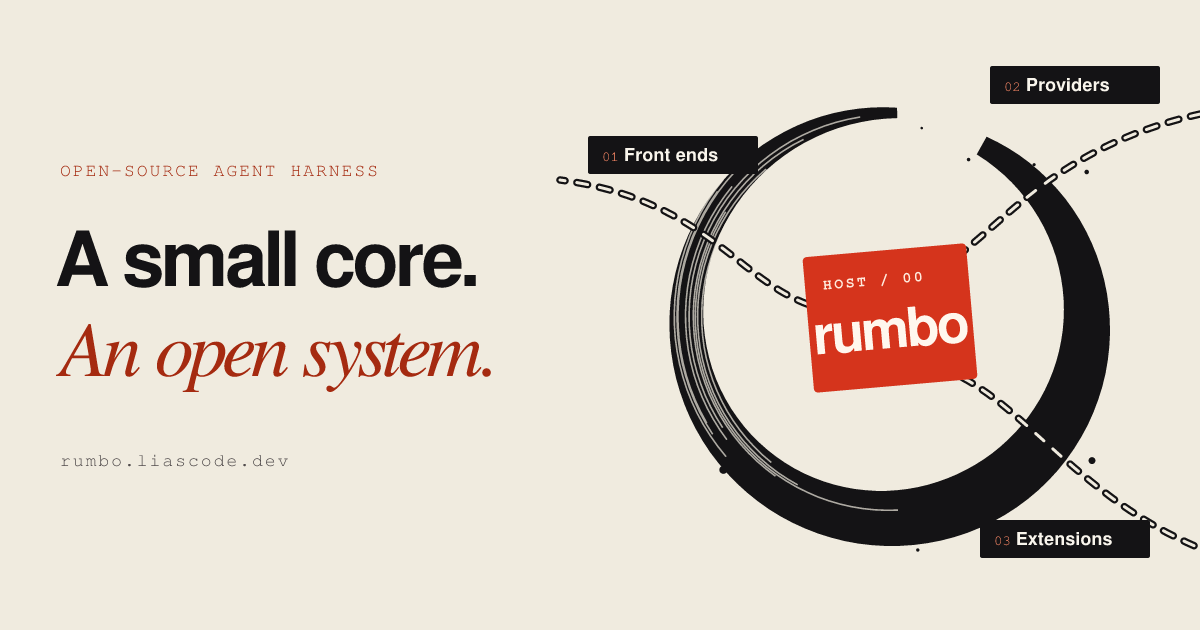 OPEN-SOURCE AGENT HARNESS
A small core.
An open system.
rumbo.liascode.dev
01 Front ends
02 Providers
HOST / 00
rumbo
03 Extensions